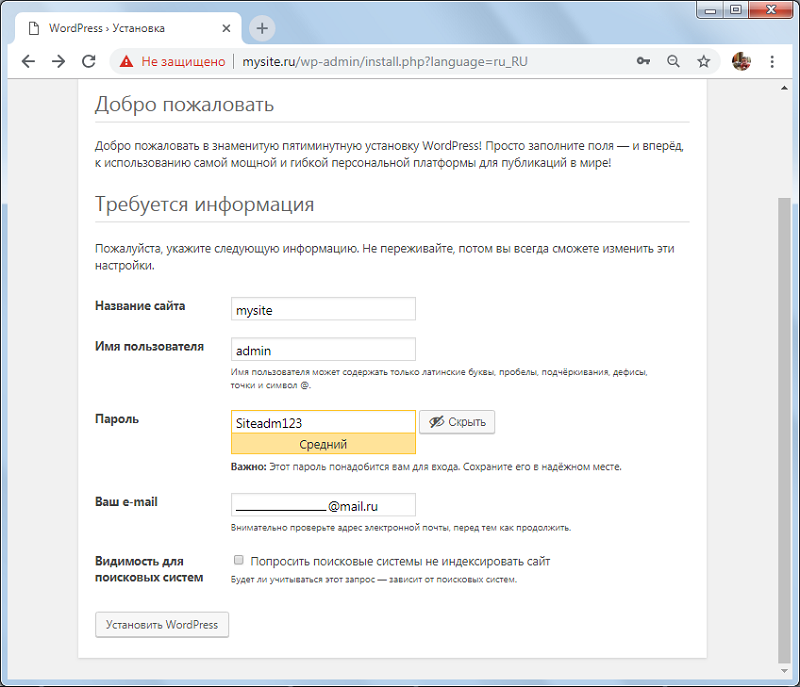 WordPress › Установка
Не защищено mysite.ru/wp-admin/install.php?language=ru_RU
Добро пожаловать
Добро пожаловать в знаменитую пятиминутную установку WordPress! Просто заполните поля — и вперёд,
к использованию самой мощной и гибкой персональной платформы для публикаций в мире!
Требуется информация
Пожалуйста, укажите следующую информацию. Не переживайте, потом вы всегда сможете изменить эти
настройки.
Название сайта mysite
Имя пользователя admin
Имя пользователя может содержать только латинские буквы, пробелы, подчёркивания, дефисы,
точки и символ @.
Пароль Siteadm123 Скрыть
Средний
Важно: Этот пароль понадобится вам для входа. Сохраните его в надёжном месте.
Ваш e-mail @mail.ru
Внимательно проверьте адрес электронной почты, перед тем как продолжить.
Видимость для Попросить поисковые системы не индексировать сайт
поисковых систем Будет ли учитываться этот запрос — зависит от поисковых систем.
Установить WordPress